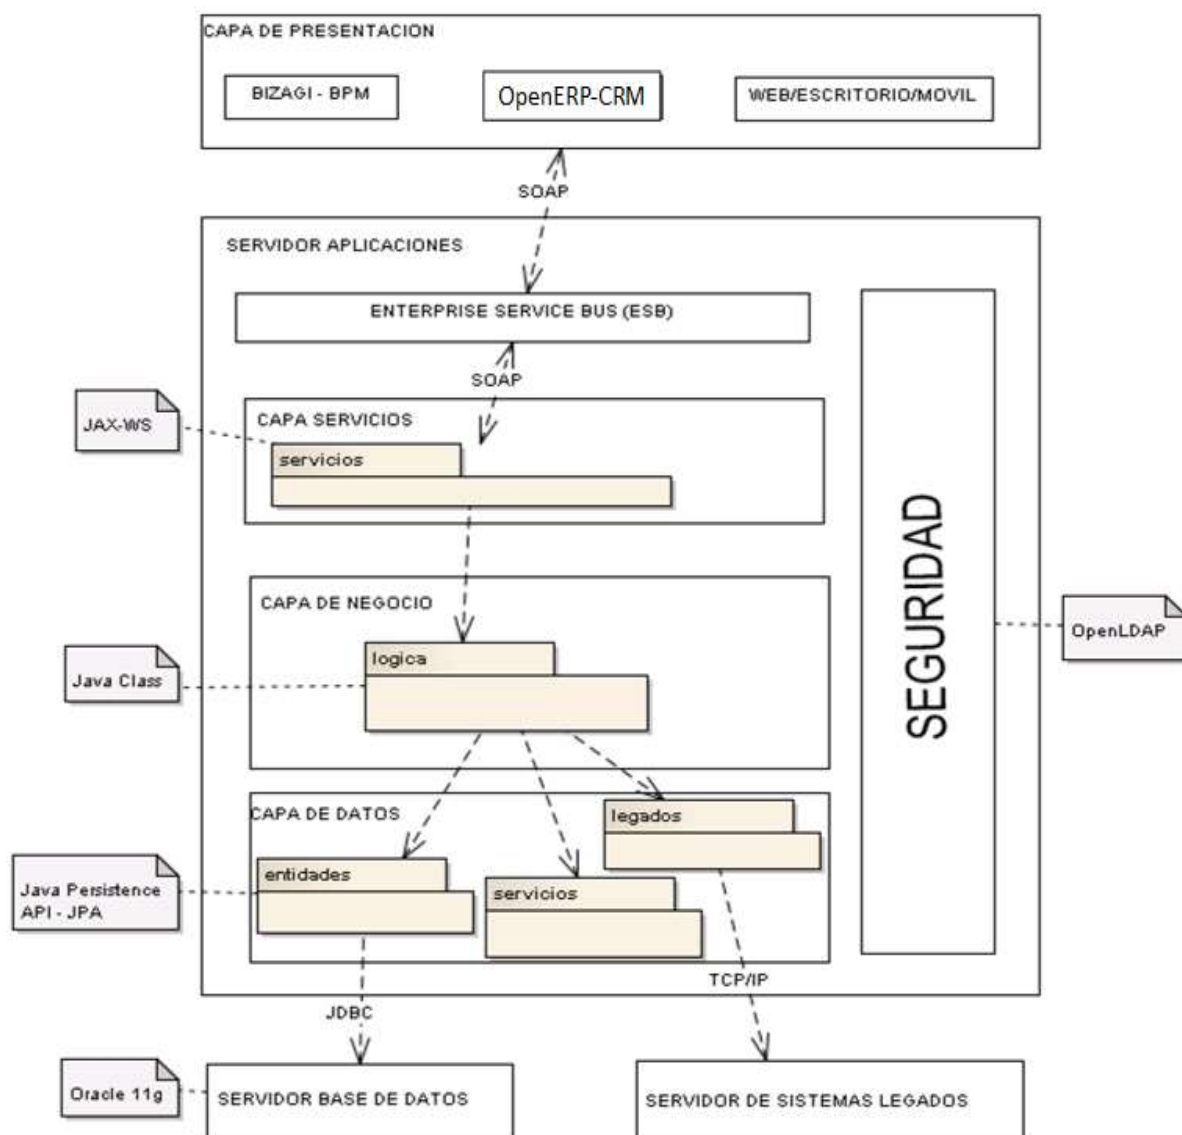 CAPA DE PRESENTACION
BIZAGI - BPM
OpenERP-CRM
WEB/ESCRITORIO/MOVIL
SOAP
SERVIDOR APLICACIONES
ENTERPRISE SERVICE BUS (ESB)
SOAP
JAX-WS
CAPA SERVICIOS
servicios
SEGURIDAD
CAPA DE NEGOCIO
OpenLDAP
logica
Java Class
CAPA DE DATOS
legados
entidades
servicios
Java Persistence
API - JPA
TCP/IP
JDBC
Oracle 11g
SERVIDOR BASE DE DATOS
SERVIDOR DE SISTEMAS LEGADOS